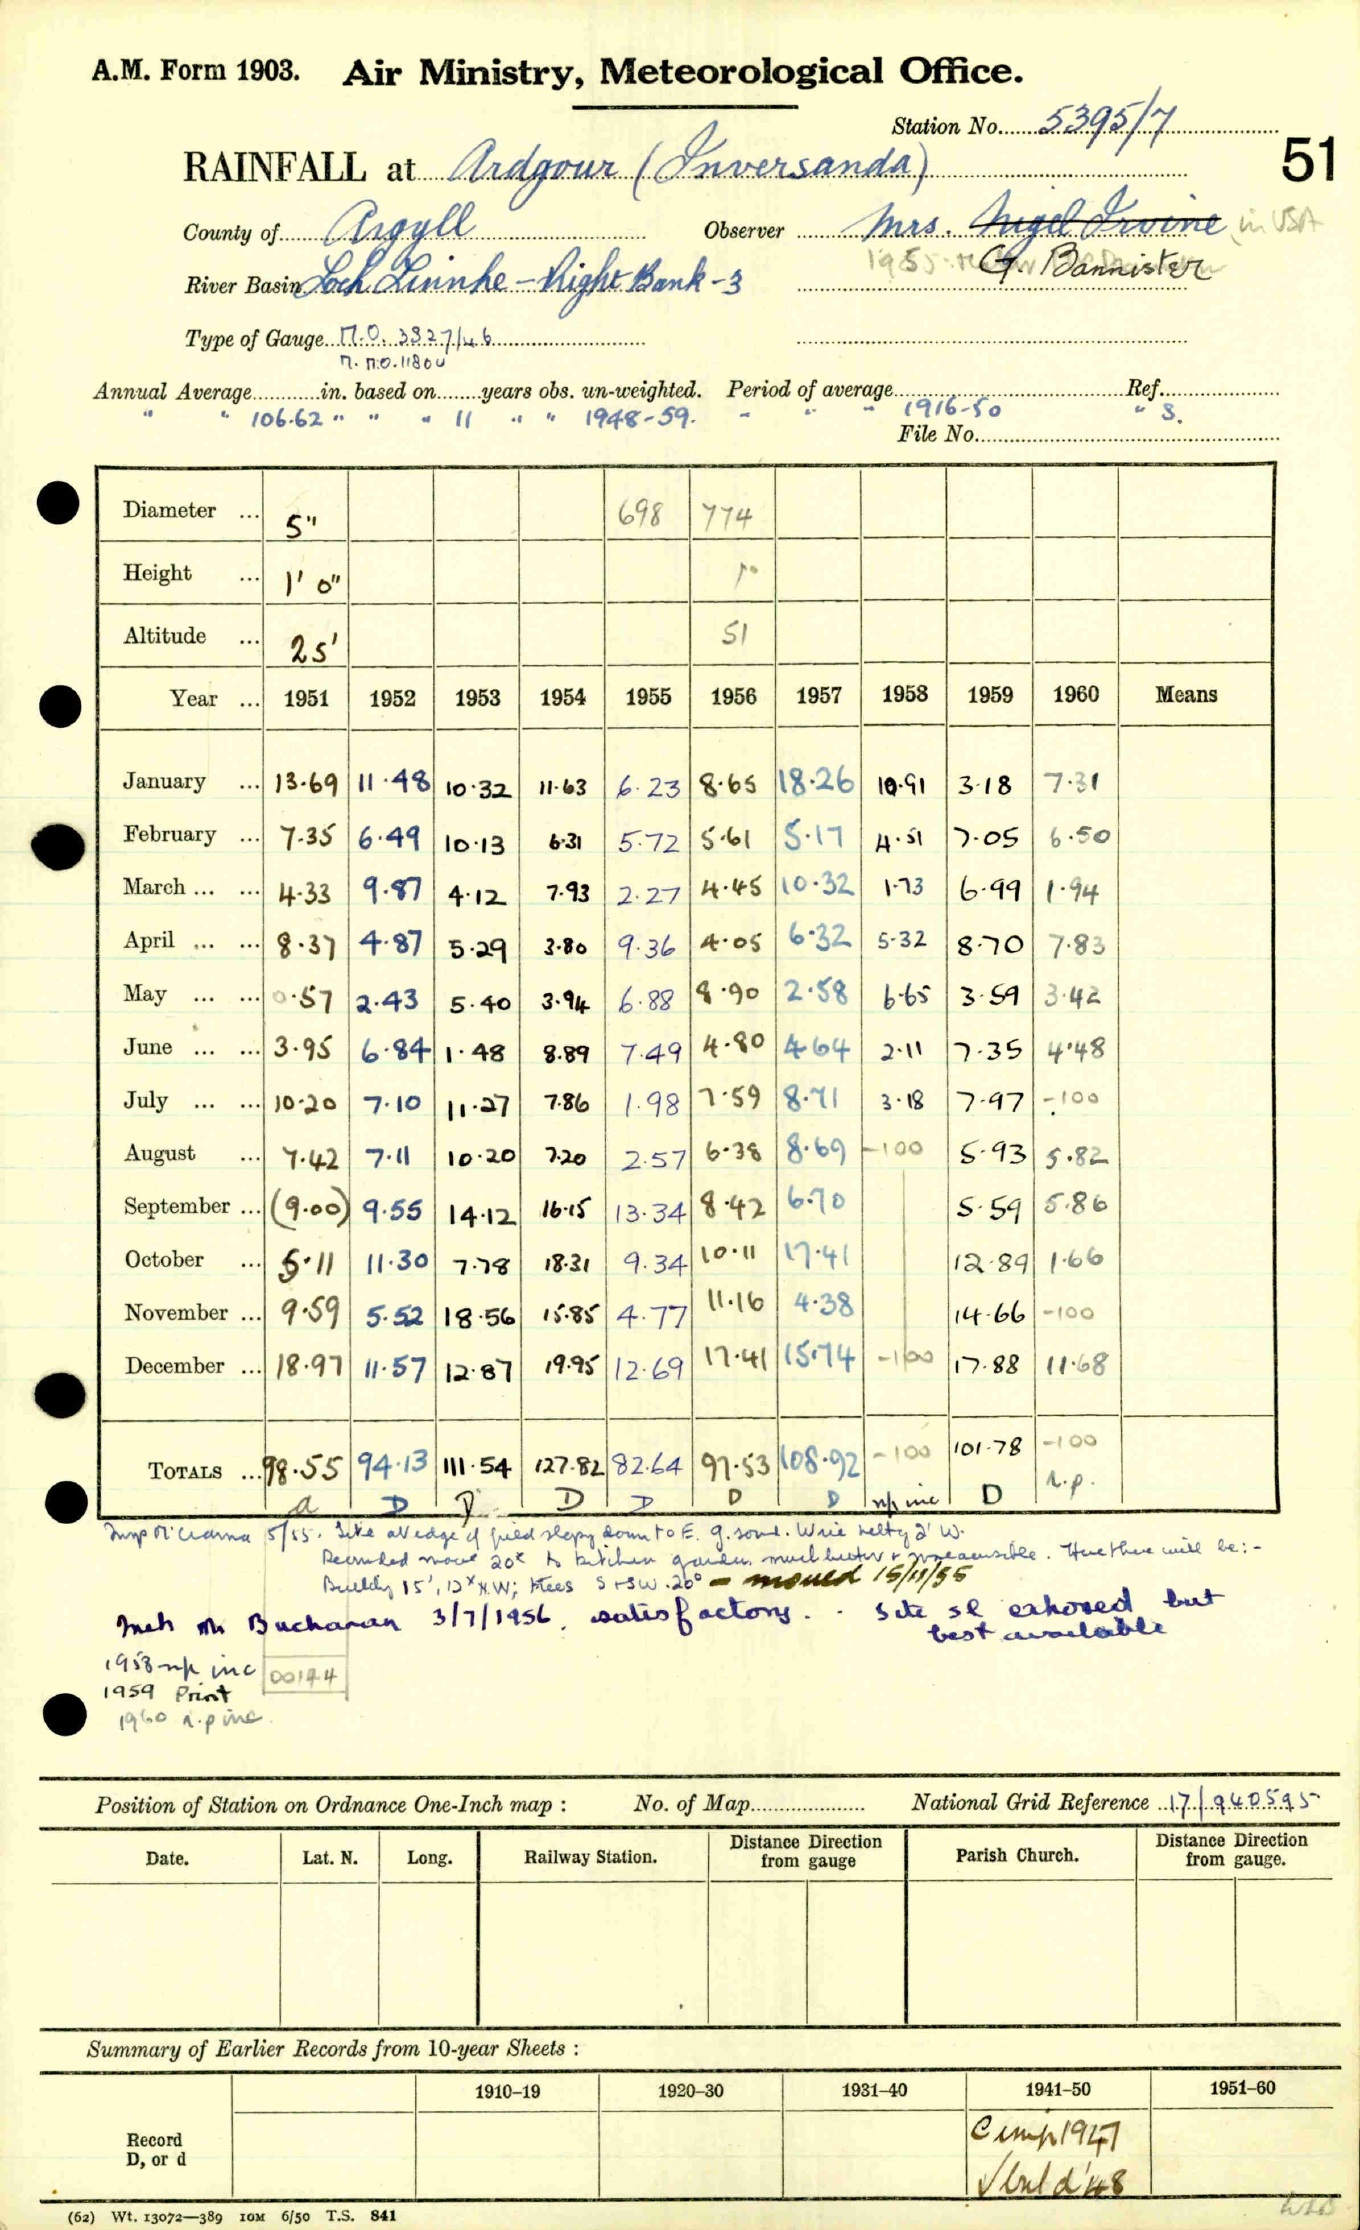 A.M. Form 1903. Air Ministry, Meteorological Office.
Station No. 5395/7
51
RAINFALL at Ardgour (Inversanda)
County of Argyll Observer Mrs. Nigel Irvine in USA
1955 G. Bannister
River Basin Loch Linnhe - Right Bank - 3
Type of Gauge M.O. 3827/46
Annual Average in. based on years obs. un-weighted. Period of average Ref.
" " 106.62 " " " 11 " " 1948-59. " " " 1916-50 " S.
File No.
Diameter ... 5" 698 774
Height ... 1' 0"
Altitude ... 25' 51
Year ... 1951 1952 1953 1954 1955 1956 1957 1958 1959 1960 Means
January ... 13.69 11.48 10.32 11.63 6.23 8.65 18.26 10.91 3.18 7.31
February ... 7.35 6.49 10.13 6.31 5.72 5.61 5.17 4.51 7.05 6.50
March ... ... 4.33 9.87 4.12 7.93 2.27 4.45 10.32 1.73 6.99 1.94
April ... ... 8.37 4.87 5.29 3.80 9.36 4.05 6.32 5.32 8.70 7.83
May ... ... 0.57 2.43 5.40 3.94 6.88 8.90 2.58 6.65 3.59 3.42
June ... ... 3.95 6.84 1.48 8.89 7.49 4.80 4.64 2.11 7.35 4.48
July ... ... 10.20 7.10 11.27 7.86 1.98 7.59 8.71 3.18 7.97 -100
August ... 7.42 7.11 10.20 7.20 2.57 6.38 8.69 -100 5.93 5.82
September ... (9.00) 9.55 14.12 16.15 13.34 8.42 6.70 5.59 5.86
October ... 5.11 11.30 7.78 18.31 9.34 10.11 17.41 12.89 1.66
November ... 9.59 5.52 18.56 15.85 4.77 11.16 4.38 14.66 -100
December ... 18.97 11.57 12.87 19.95 12.69 17.41 15.74 -100 17.88 11.68
TOTALS ... 98.55 94.13 111.54 127.82 82.64 97.53 108.92 -100 101.78 -100
n.p.
a D D D D D D np inc D
5/55. Site at edge of field slopg down to E. g. Wire 2' W.
move 20x to kitchen garden, much better + . There will be:-
Buildg 15', 12x N.W; trees S + SW. 20° - moved 15/11/55
Buchanan 3/7/1956. satisfactory. Site sl exposed but
best available
1958 np inc 00144
1959 Print
1960 n.p inc.
Position of Station on Ordnance One-Inch map : No. of Map National Grid Reference 17/940595
Date. Lat. N. Long. Railway Station. Distance Direction from gauge Parish Church. Distance Direction from gauge.
Summary of Earlier Records from 10-year Sheets :
1910–19 1920–30 1931–40 1941–50 1951–60
Record
D, or d
1947
'48
(62) Wt. 13072—389 10M 6/50 T.S. 841